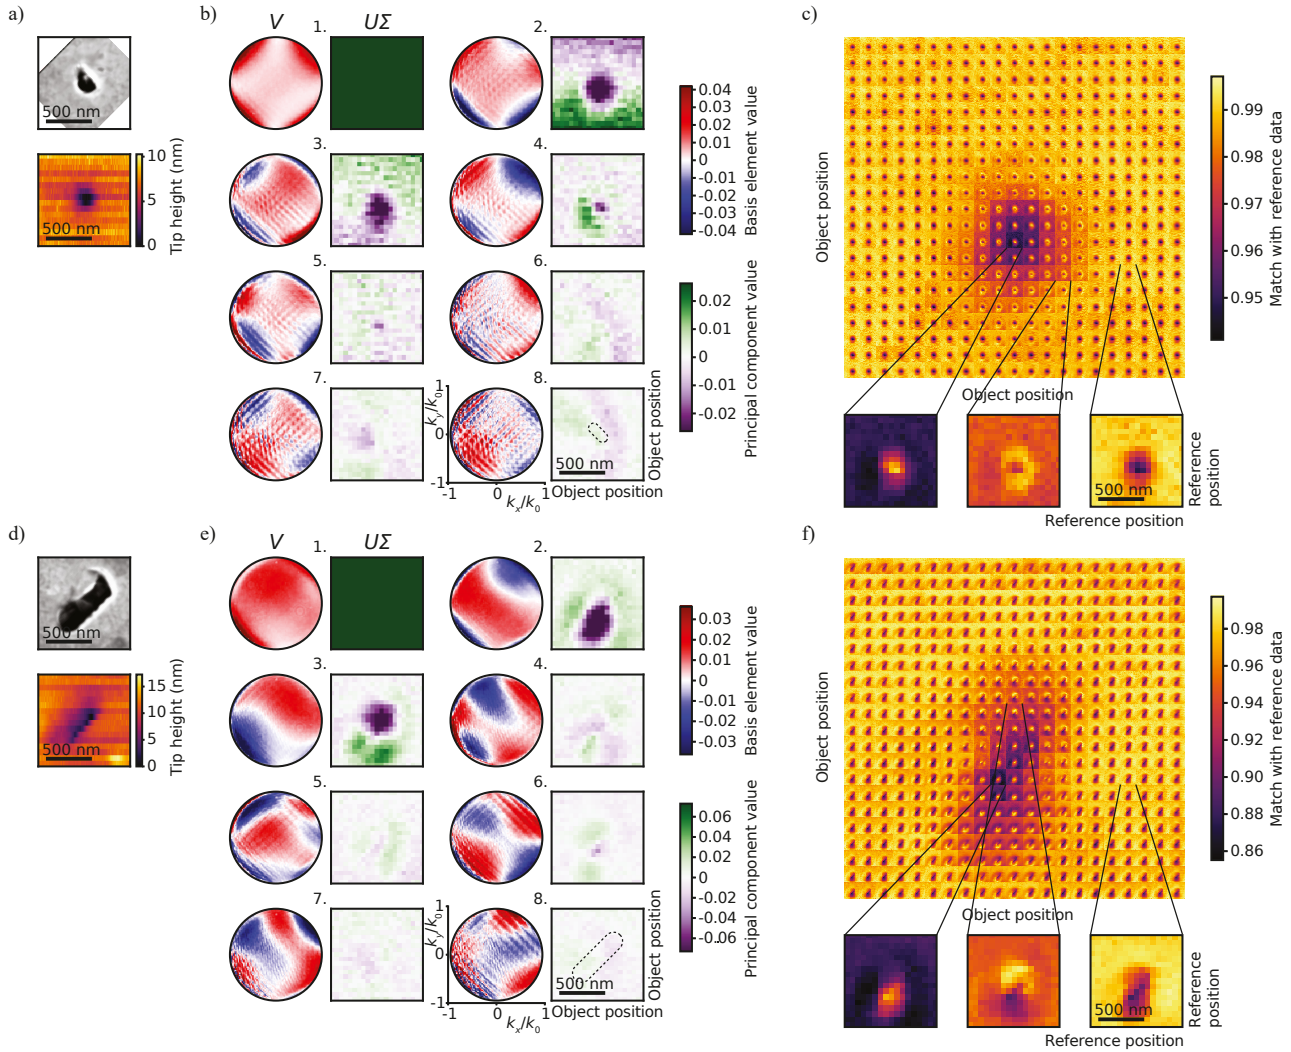 a)
500 nm
500 nm
10
5
0
Tip height (nm)
b)
V
1.
UΣ
2.
3.
4.
5.
6.
7.
8.
1
0
-1
ky/k0
-1
0
1
kx/k0
500 nm
Object position
Object position
0.04
0.03
0.02
0.01
0
-0.01
-0.02
-0.03
-0.04
Basis element value
0.02
0.01
0
-0.01
-0.02
Principal component value
c)
Object position
Object position
0.99
0.98
0.97
0.96
0.95
Match with reference data
500 nm
Reference position
Reference
position
d)
500 nm
500 nm
15
10
5
0
Tip height (nm)
e)
V
1.
UΣ
2.
3.
4.
5.
6.
7.
8.
1
0
-1
ky/k0
-1
0
1
kx/k0
500 nm
Object position
Object position
0.03
0.02
0.01
0
-0.01
-0.02
-0.03
Basis element value
0.06
0.04
0.02
0
-0.02
-0.04
-0.06
Principal component value
f)
Object position
Object position
0.98
0.96
0.94
0.92
0.90
0.88
0.86
Match with reference data
500 nm
Reference position
Reference
position